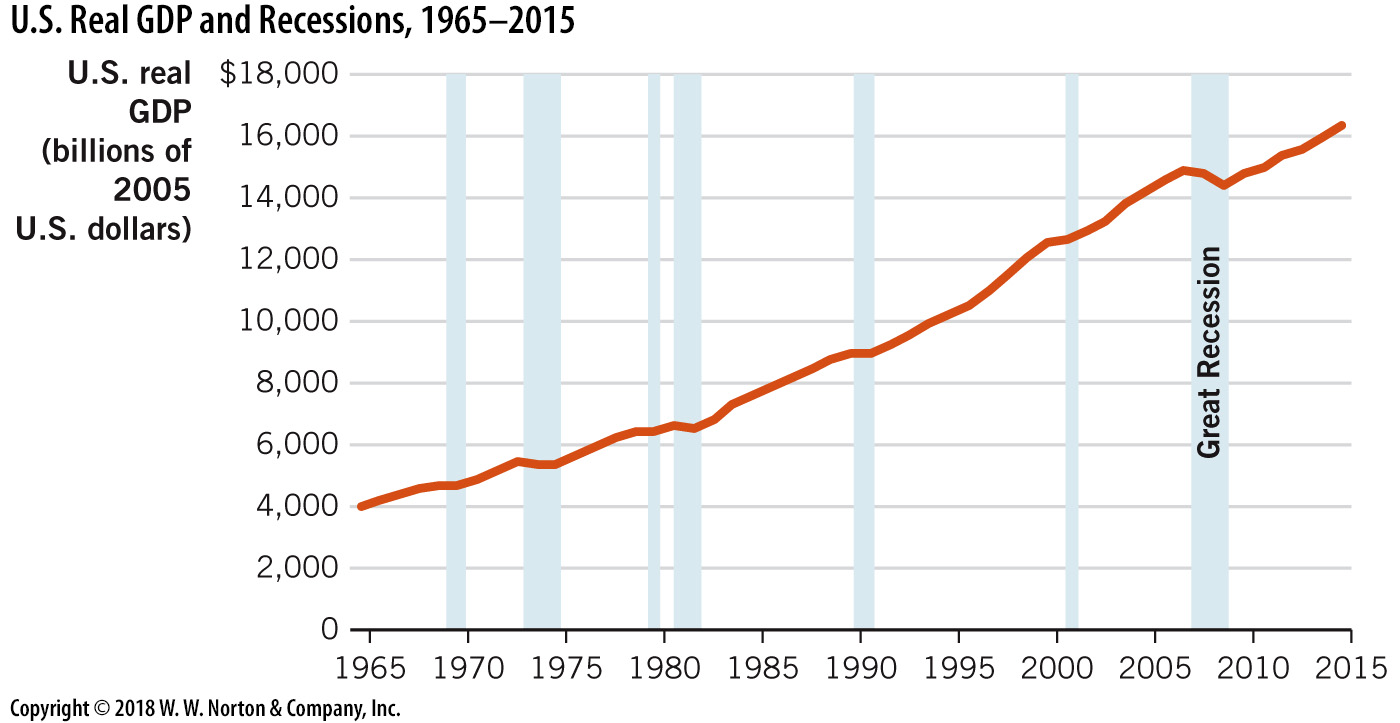 U.S. Real GDP and Recessions, 1965–2015
U.S. real
GDP
(billions of
2005
U.S. dollars)
$18,000
16,000
14,000
12,000
10,000
8,000
6,000
4,000
2,000
0
Great Recession
1965 1970 1975 1980 1985 1990 1995 2000 2005 2010 2015
Copyright © 2018 W. W. Norton & Company, Inc.